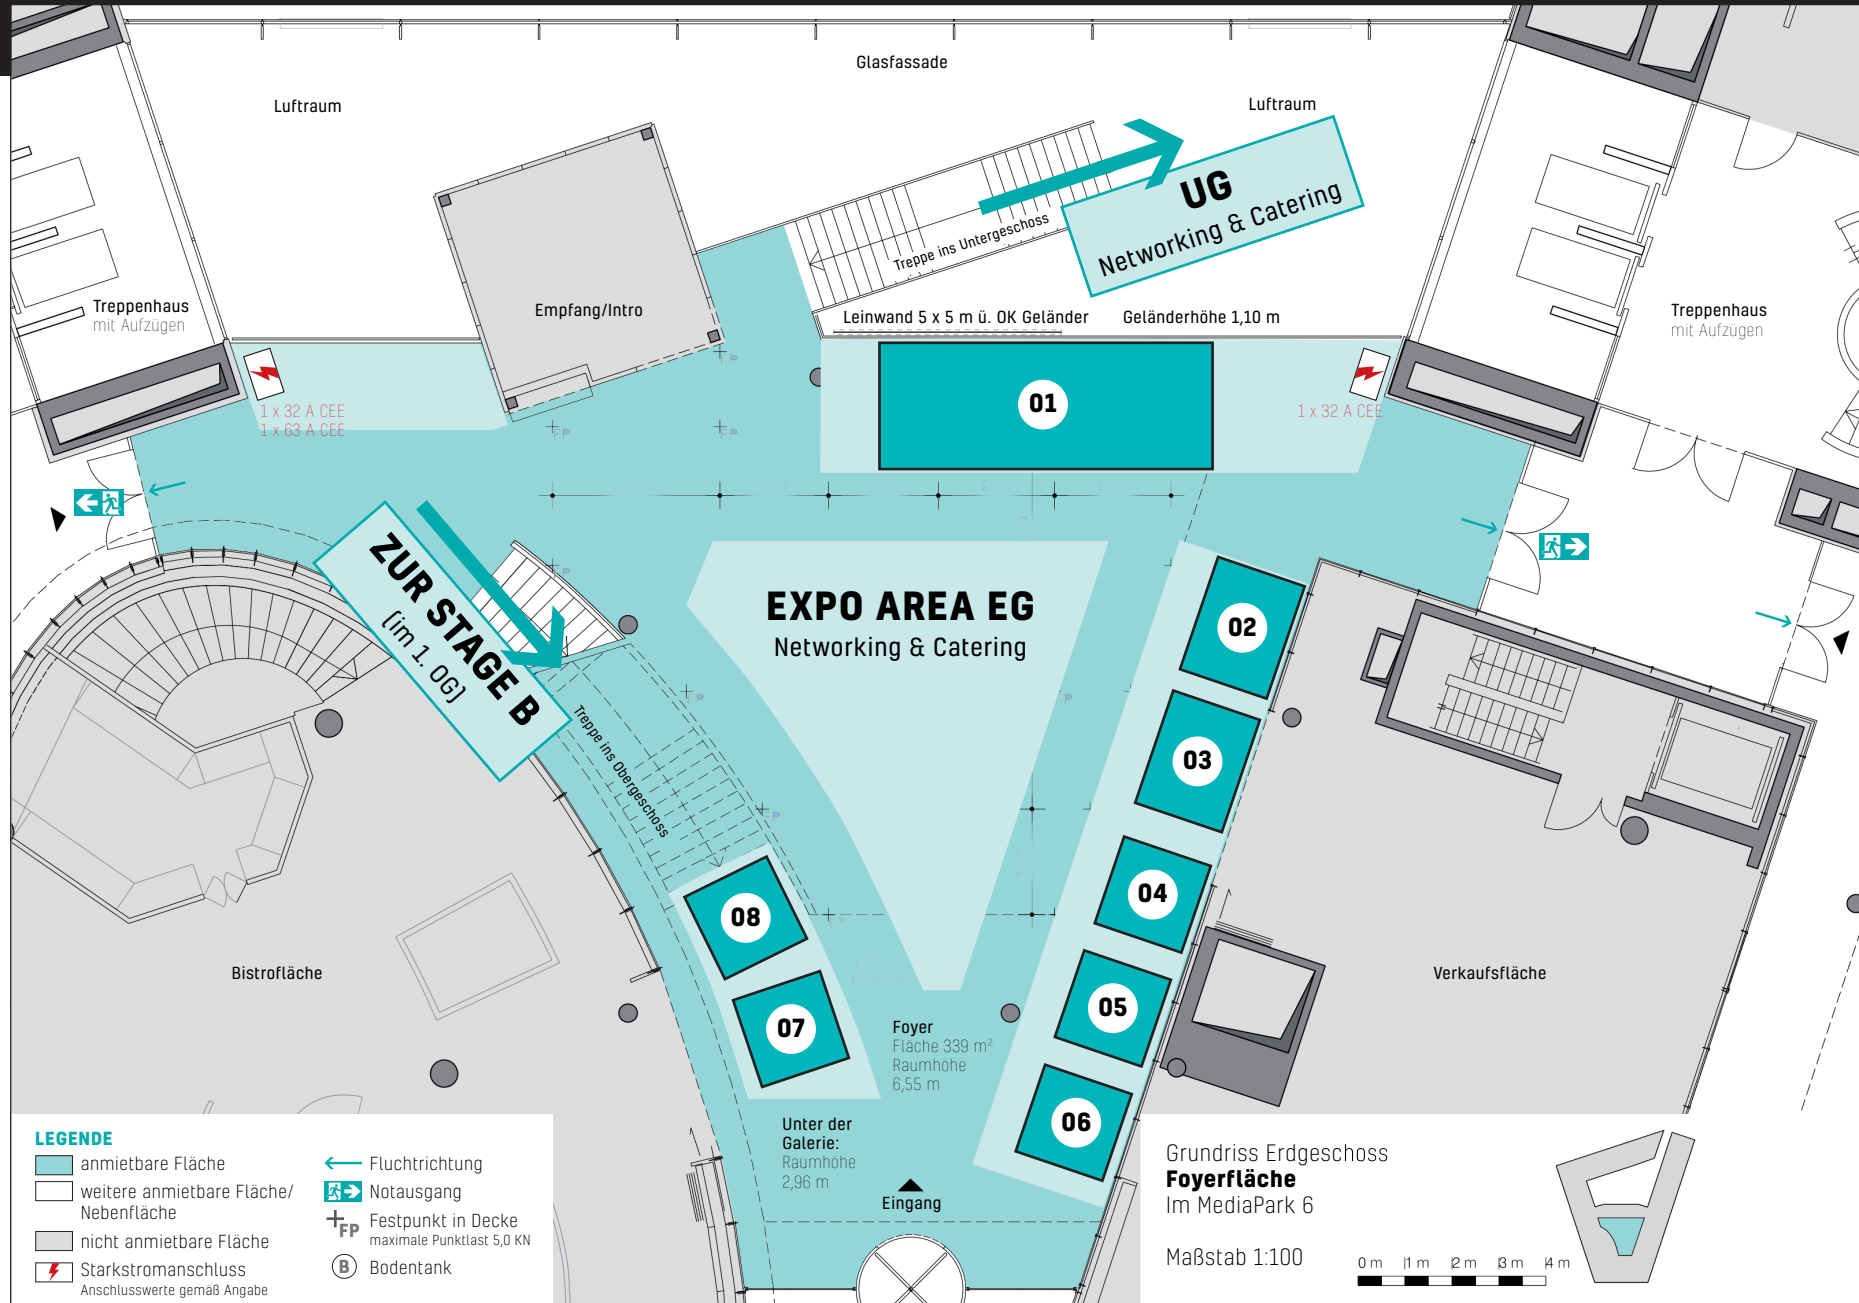 Glasfassade
Luftraum
Luftraum
UG
Networking & Catering
Treppe ins Untergeschoss
Treppenhaus
mit Aufzügen
Empfang/Intro
Leinwand 5 x 5 m ü. OK Geländer
Geländerhöhe 1,10 m
Treppenhaus
mit Aufzügen
1 x 32 A CEE
1 x 63 A CEE
01
1 x 32 A CEE
ZUR STAGE B
(im 1. OG)
EXPO AREA EG
Networking & Catering
02
03
04
05
06
Treppe ins Obergeschoss
08
07
Bistrofläche
Verkaufsfläche
Foyer
Fläche 339 m²
Raumhöhe
6,55 m
Unter der
Galerie:
Raumhöhe
2,96 m
Eingang
LEGENDE
anmietbare Fläche
weitere anmietbare Fläche/
Nebenfläche
nicht anmietbare Fläche
Starkstromanschluss
Anschlusswerte gemäß Angabe
Fluchtrichtung
Notausgang
FP
Festpunkt in Decke
maximale Punktlast 5,0 KN
B
Bodentank
Grundriss Erdgeschoss
Foyerfläche
Im MediaPark 6
Maßstab 1:100
0 m |1 m |2 m |3 m |4 m